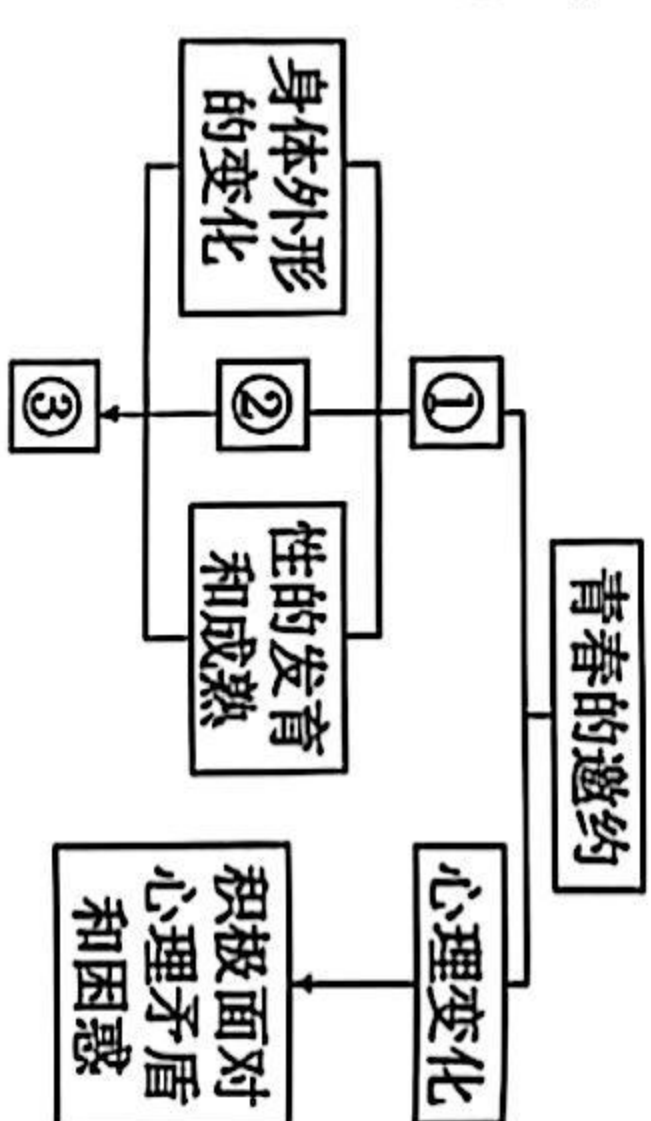 青春的邀约
①
心理变化
身体外形
的变化
②
性的发育
和成熟
积极面对
心理矛盾
和困惑
③